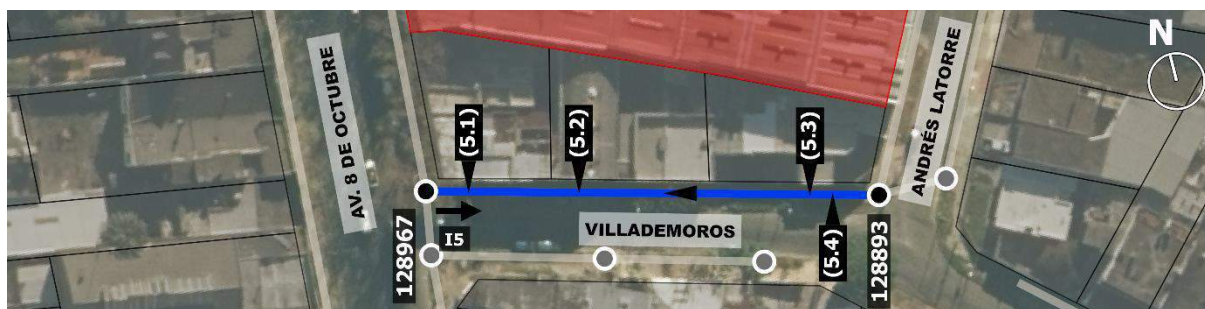 AV. 8 DE OCTUBRE
(5.1)
(5.2)
(5.3)
ANDRÉS LATORRE
N
128967
I5
VILLADEMOROS
(5.4)
128893